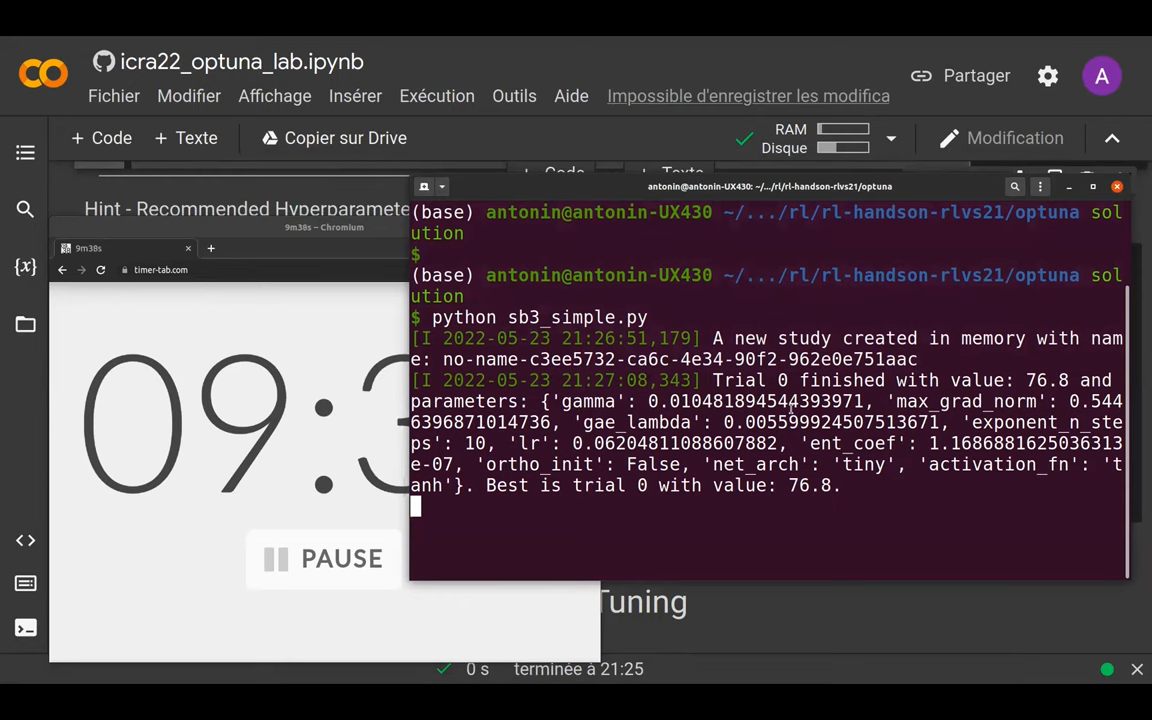 icra22_optuna_lab.ipynb
Partager
A
Fichier Modifier Affichage Insérer Exécution Outils Aide Impossible d'enregistrer les modifica
+ Code + Texte Copier sur Drive
RAM
Disque
Modification
Hint - Recommended Hyperparamete
9m38s – Chromium
9m38s
timer-tab.com
09:3
PAUSE
antonin@antonin-UX430: ~/.../rl/rl-handson-rlvs21/optuna
(base) antonin@antonin-UX430 ~/.../rl/rl-handson-rlvs21/optuna sol
ution
$
(base) antonin@antonin-UX430 ~/.../rl/rl-handson-rlvs21/optuna sol
ution
$ python sb3_simple.py
[I 2022-05-23 21:26:51,179] A new study created in memory with nam
e: no-name-c3ee5732-ca6c-4e34-90f2-962e0e751aac
[I 2022-05-23 21:27:08,343] Trial 0 finished with value: 76.8 and
parameters: {'gamma': 0.010481894544393971, 'max_grad_norm': 0.544
6396871014736, 'gae_lambda': 0.005599924507513671, 'exponent_n_ste
ps': 10, 'lr': 0.06204811088607882, 'ent_coef': 1.1686881625036313
e-07, 'ortho_init': False, 'net_arch': 'tiny', 'activation_fn': 't
anh'}. Best is trial 0 with value: 76.8.
Tuning
0 s terminée à 21:25